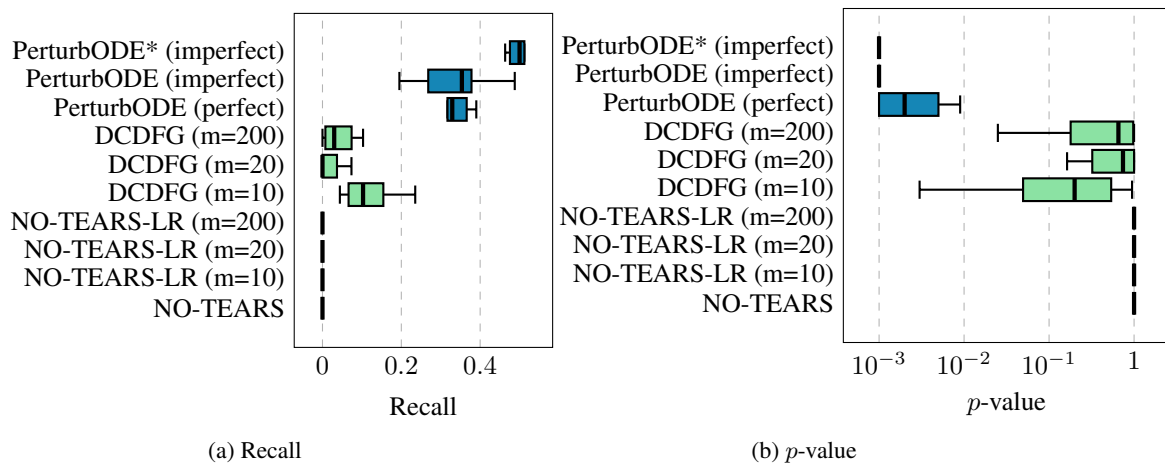 PerturbODE* (imperfect)
PerturbODE (imperfect)
PerturbODE (perfect)
DCDFG (m=200)
DCDFG (m=20)
DCDFG (m=10)
NO-TEARS-LR (m=200)
NO-TEARS-LR (m=20)
NO-TEARS-LR (m=10)
NO-TEARS
0 0.2 0.4
Recall
(a) Recall
PerturbODE* (imperfect)
PerturbODE (imperfect)
PerturbODE (perfect)
DCDFG (m=200)
DCDFG (m=20)
DCDFG (m=10)
NO-TEARS-LR (m=200)
NO-TEARS-LR (m=20)
NO-TEARS-LR (m=10)
NO-TEARS
10⁻³ 10⁻² 10⁻¹ 1
p-value
(b) p-value